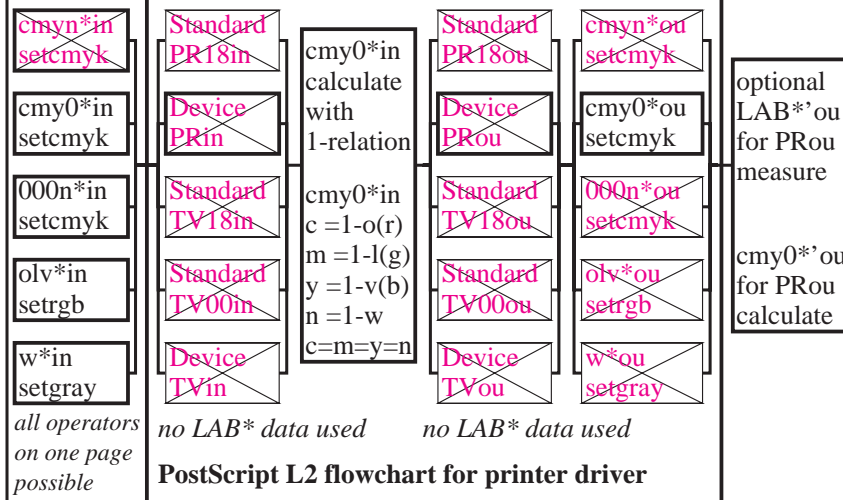 cmyn*in
setcmyk
cmy0*in
setcmyk
000n*in
setcmyk
olv*in
setrgb
w*in
setgray
all operators
on one page
possible
Standard
PR18in
Device
PRin
Standard
TV18in
Standard
TV00in
Device
TVin
no LAB* data used
cmy0*in
calculate
with
1-relation
cmy0*in
c =1-o(r)
m =1-l(g)
y =1-v(b)
n =1-w
c=m=y=n
Standard
PR18ou
Device
PRou
Standard
TV18ou
Standard
TV00ou
Device
TVou
no LAB* data used
cmyn*ou
setcmyk
cmy0*ou
setcmyk
000n*ou
setcmyk
olv*ou
setrgb
w*ou
setgray
optional
LAB*’ou
for PRou
measure
cmy0*’ou
for PRou
calculate
PostScript L2 flowchart for printer driver